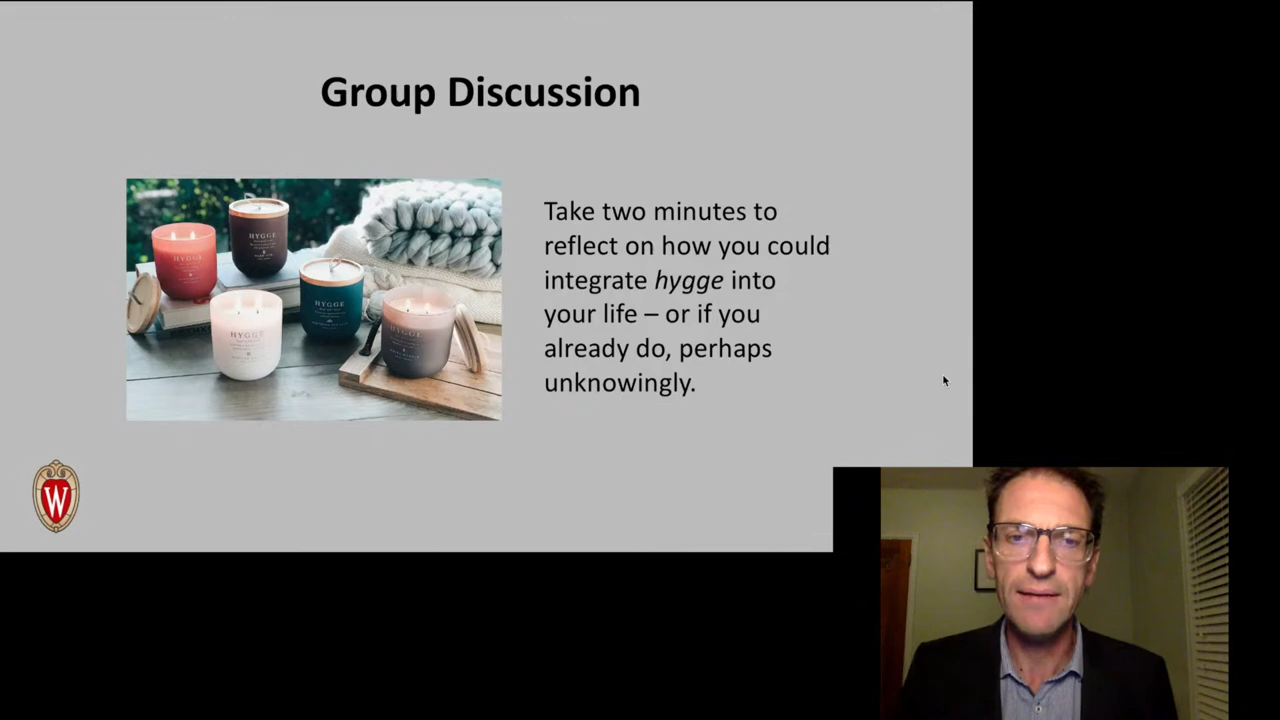 Group Discussion
HYGGE
HYGGE
HYGGE
HYGGE
HYGGE
Take two minutes to
reflect on how you could
integrate hygge into
your life – or if you
already do, perhaps
unknowingly.
W